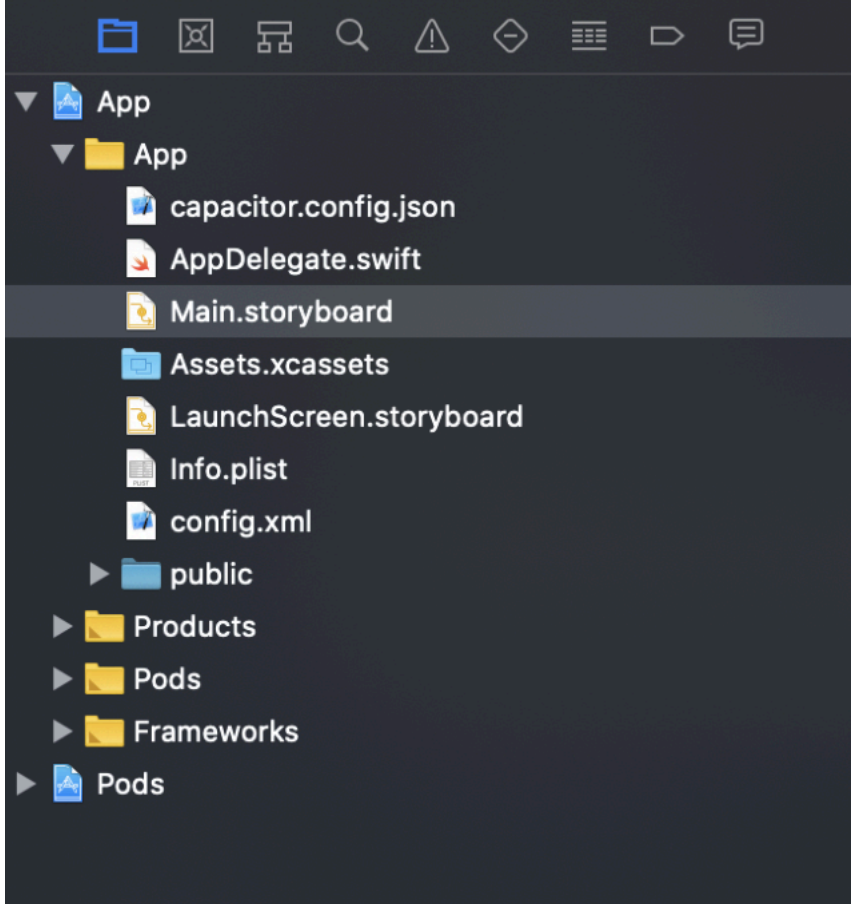 App
App
capacitor.config.json
AppDelegate.swift
Main.storyboard
Assets.xcassets
LaunchScreen.storyboard
Info.plist
PLIST
config.xml
public
Products
Pods
Frameworks
Pods